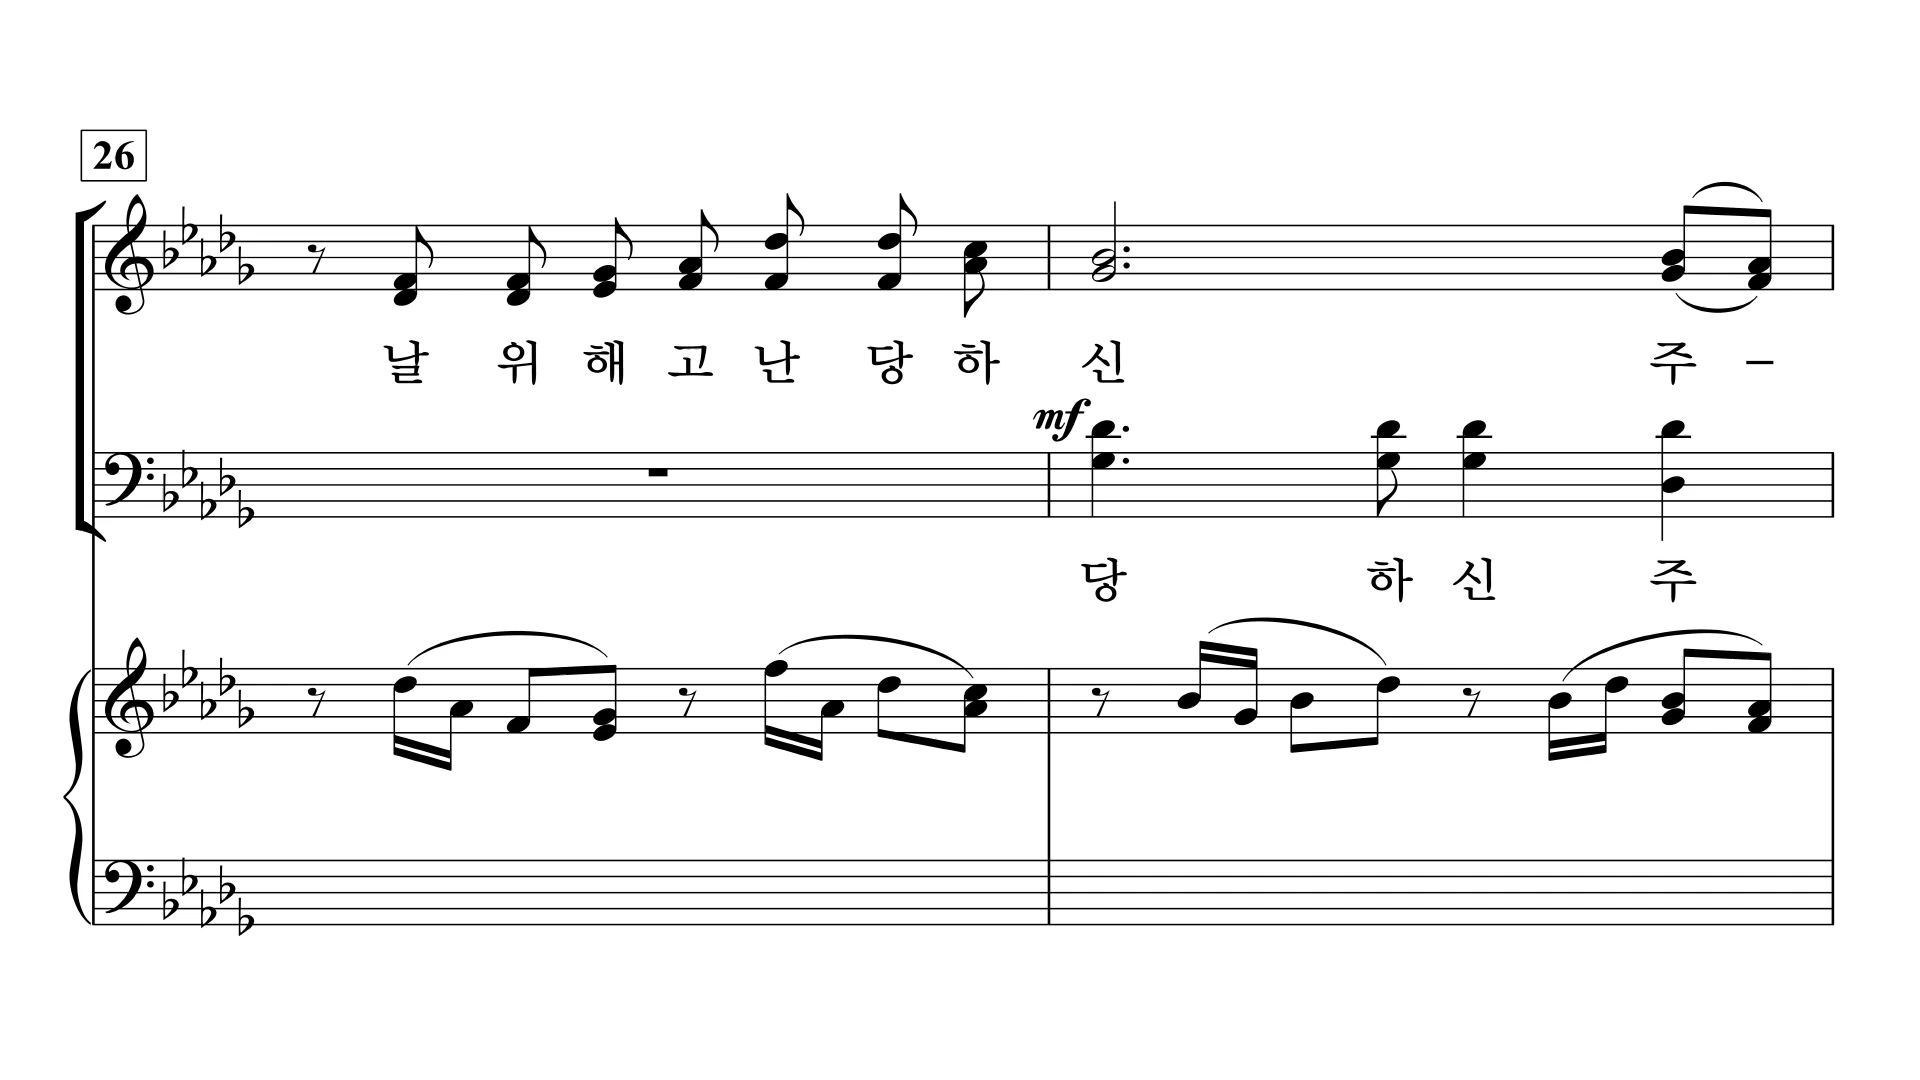 26
날 위 해 고 난 당 하 신 주 –
mf
당 하 신 주